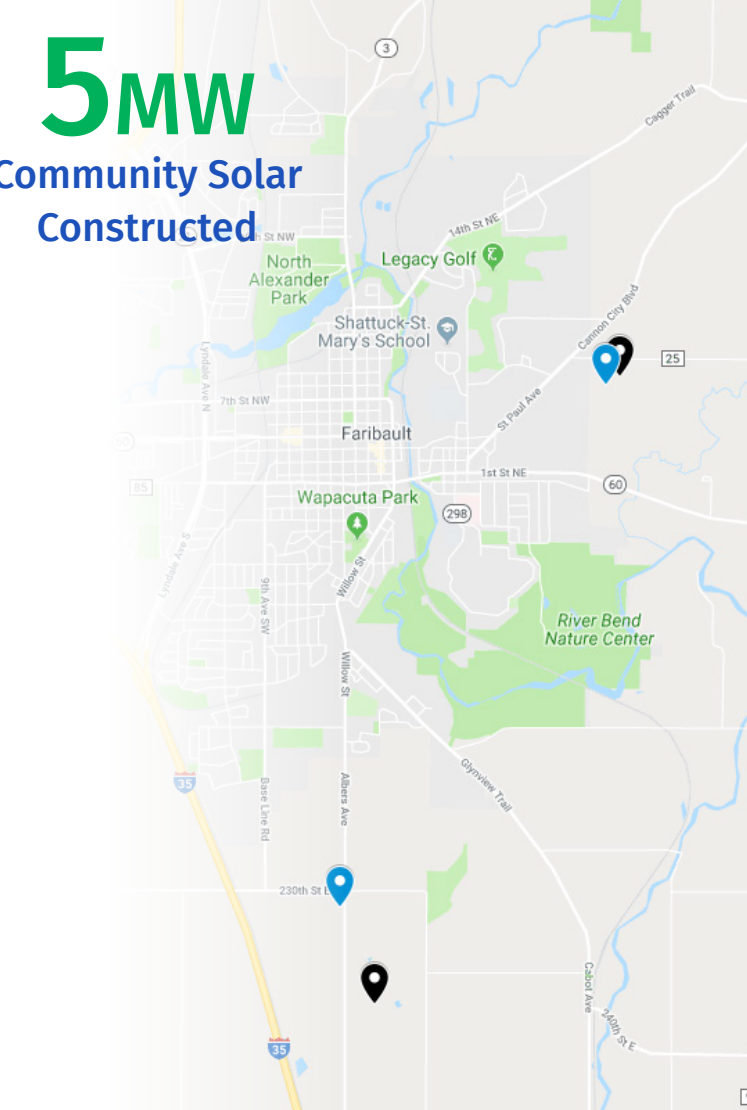 5MW
Community Solar
Constructed
3
Cagger Trail
14th St NE
St NW
North
Alexander
Park
Legacy Golf
Shattuck-St.
Mary's School
Cannon City Blvd
25
Lyndale Ave N
7th St NW
St Paul Ave
Faribault
60
85
1st St NE
60
Wapacuta Park
298
Lyndale Ave S
Willow St
9th Ave SW
River Bend
Nature Center
Willow St
35
Base Line Rd
Albers Ave
Glynview Trail
230th St E
Cabot Ave
240th St E
35